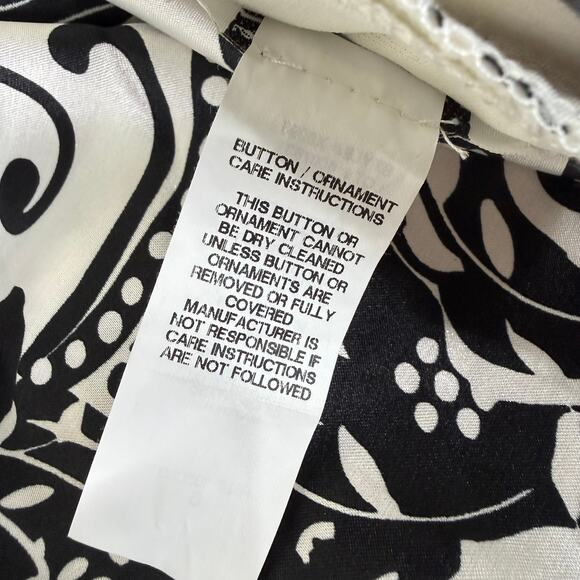 BUTTON / ORNAMENT
CARE INSTRUCTIONS
THIS BUTTON OR
ORNAMENT CANNOT
BE DRY CLEANED
UNLESS BUTTON OR
ORNAMENTS ARE
REMOVED OR FULLY
COVERED
MANUFACTURER IS
NOT RESPONSIBLE IF
CARE INSTRUCTIONS
ARE NOT FOLLOWED